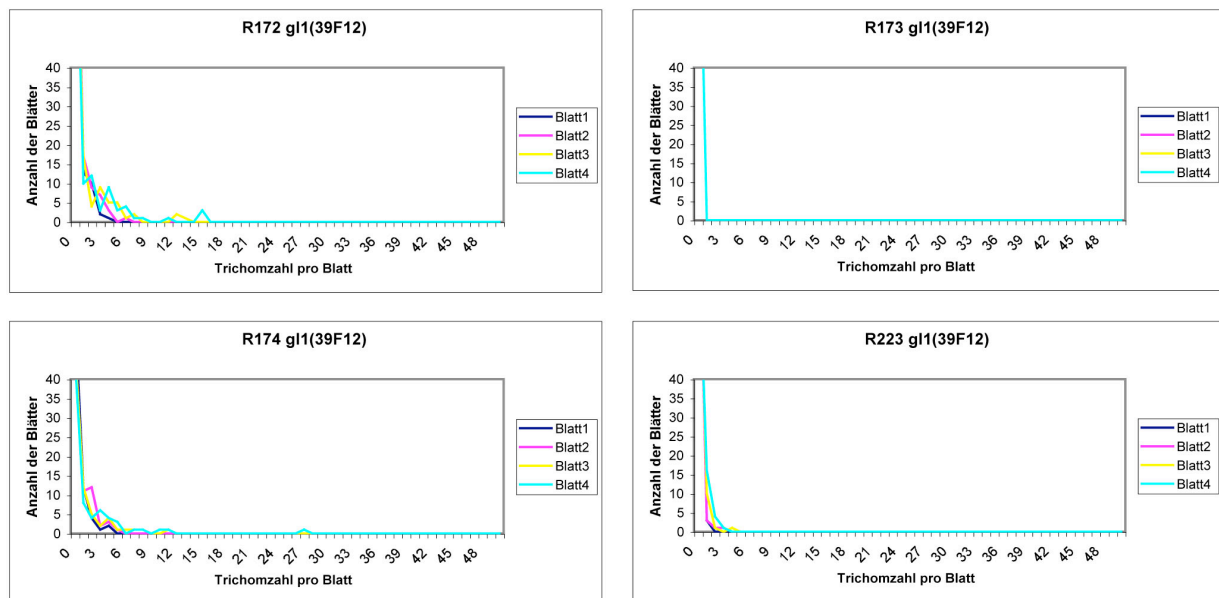 R172 gl1(39F12)
Anzahl der Blätter
40
35
30
25
20
15
10
5
0
0 3 6 9 12 15 18 21 24 27 30 33 36 39 42 45 48
Trichomzahl pro Blatt
Blatt1
Blatt2
Blatt3
Blatt4
R173 gl1(39F12)
Anzahl der Blätter
40
35
30
25
20
15
10
5
0
0 3 6 9 12 15 18 21 24 27 30 33 36 39 42 45 48
Trichomzahl pro Blatt
Blatt1
Blatt2
Blatt3
Blatt4
R174 gl1(39F12)
Anzahl der Blätter
40
35
30
25
20
15
10
5
0
0 3 6 9 12 15 18 21 24 27 30 33 36 39 42 45 48
Trichomzahl pro Blatt
Blatt1
Blatt2
Blatt3
Blatt4
R223 gl1(39F12)
Anzahl der Blätter
40
35
30
25
20
15
10
5
0
0 3 6 9 12 15 18 21 24 27 30 33 36 39 42 45 48
Trichomzahl pro Blatt
Blatt1
Blatt2
Blatt3
Blatt4